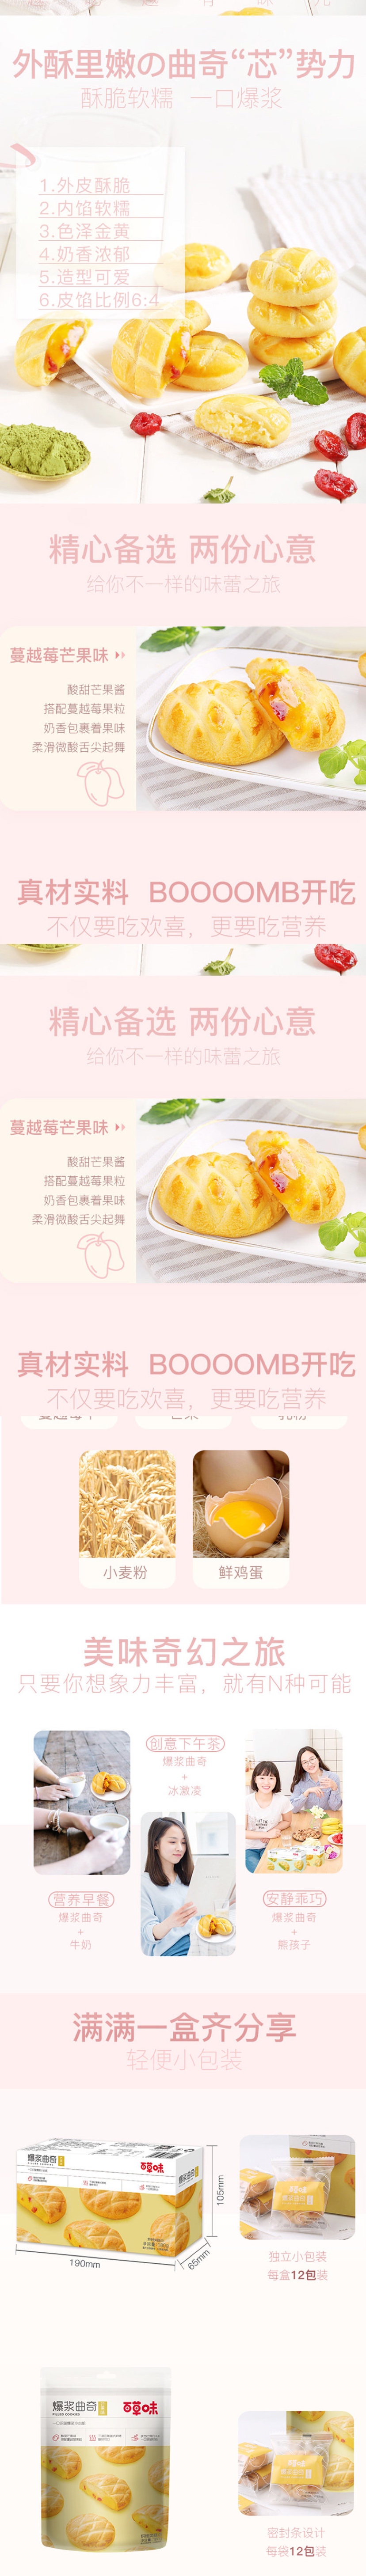 外酥里嫩の曲奇“芯”势力
酥脆软糯 一口爆浆
1.外皮酥脆
2.内馅软糯
3.色泽金黄
4.奶香浓郁
5.造型可爱
6.皮馅比例6:4
精心备选 两份心意
给你不一样的味蕾之旅
蔓越莓芒果味
酸甜芒果酱
搭配蔓越莓果粒
奶香包裹着果味
柔滑微酸舌尖起舞
真材实料 BOOOOMB开吃
不仅要吃欢喜，更要吃营养
精心备选 两份心意
给你不一样的味蕾之旅
蔓越莓芒果味
酸甜芒果酱
搭配蔓越莓果粒
奶香包裹着果味
柔滑微酸舌尖起舞
真材实料 BOOOOMB开吃
不仅要吃欢喜，更要吃营养
小麦粉
鲜鸡蛋
美味奇幻之旅
只要你想象力丰富，就有N种可能
创意下午茶
爆浆曲奇
+
冰激凌
营养早餐
爆浆曲奇
+
牛奶
安静乖巧
爆浆曲奇
+
熊孩子
满满一盒齐分享
轻便小包装
爆浆曲奇
百草味
105mm
190mm
65mm
独立小包装
每盒12包装
爆浆曲奇
FILLED COOKIES
百草味
密封条设计
每袋12包装